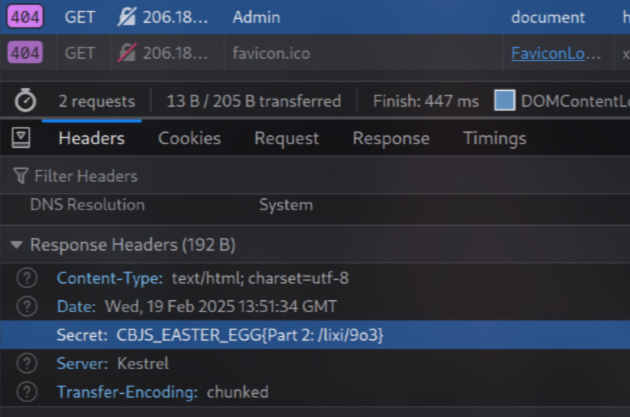 404 GET 206.18... Admin document
404 GET 206.18... favicon.ico FaviconLo...
2 requests 13 B / 205 B transferred Finish: 447 ms DOMContentLo
Headers Cookies Request Response Timings
Filter Headers
DNS Resolution System
Response Headers (192 B)
? Content-Type: text/html; charset=utf-8
? Date: Wed, 19 Feb 2025 13:51:34 GMT
Secret: CBJS_EASTER_EGG{Part 2: /lixi/9o3}
? Server: Kestrel
? Transfer-Encoding: chunked